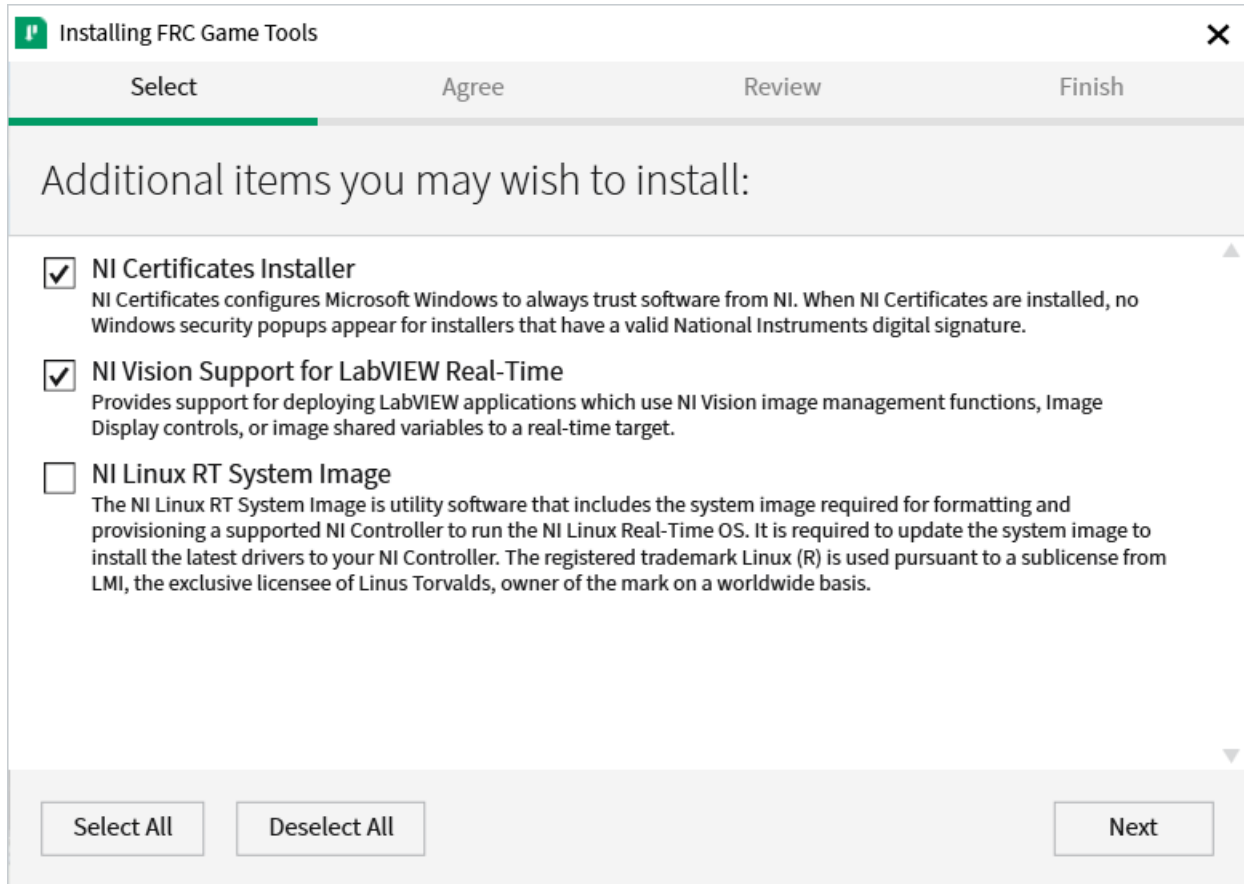 Installing FRC Game Tools
Select
Agree
Review
Finish
Additional items you may wish to install:
NI Certificates Installer
NI Certificates configures Microsoft Windows to always trust software from NI. When NI Certificates are installed, no
Windows security popups appear for installers that have a valid National Instruments digital signature.
NI Vision Support for LabVIEW Real-Time
Provides support for deploying LabVIEW applications which use NI Vision image management functions, Image
Display controls, or image shared variables to a real-time target.
NI Linux RT System Image
The NI Linux RT System Image is utility software that includes the system image required for formatting and
provisioning a supported NI Controller to run the NI Linux Real-Time OS. It is required to update the system image to
install the latest drivers to your NI Controller. The registered trademark Linux (R) is used pursuant to a sublicense from
LMI, the exclusive licensee of Linus Torvalds, owner of the mark on a worldwide basis.
Select All
Deselect All
Next